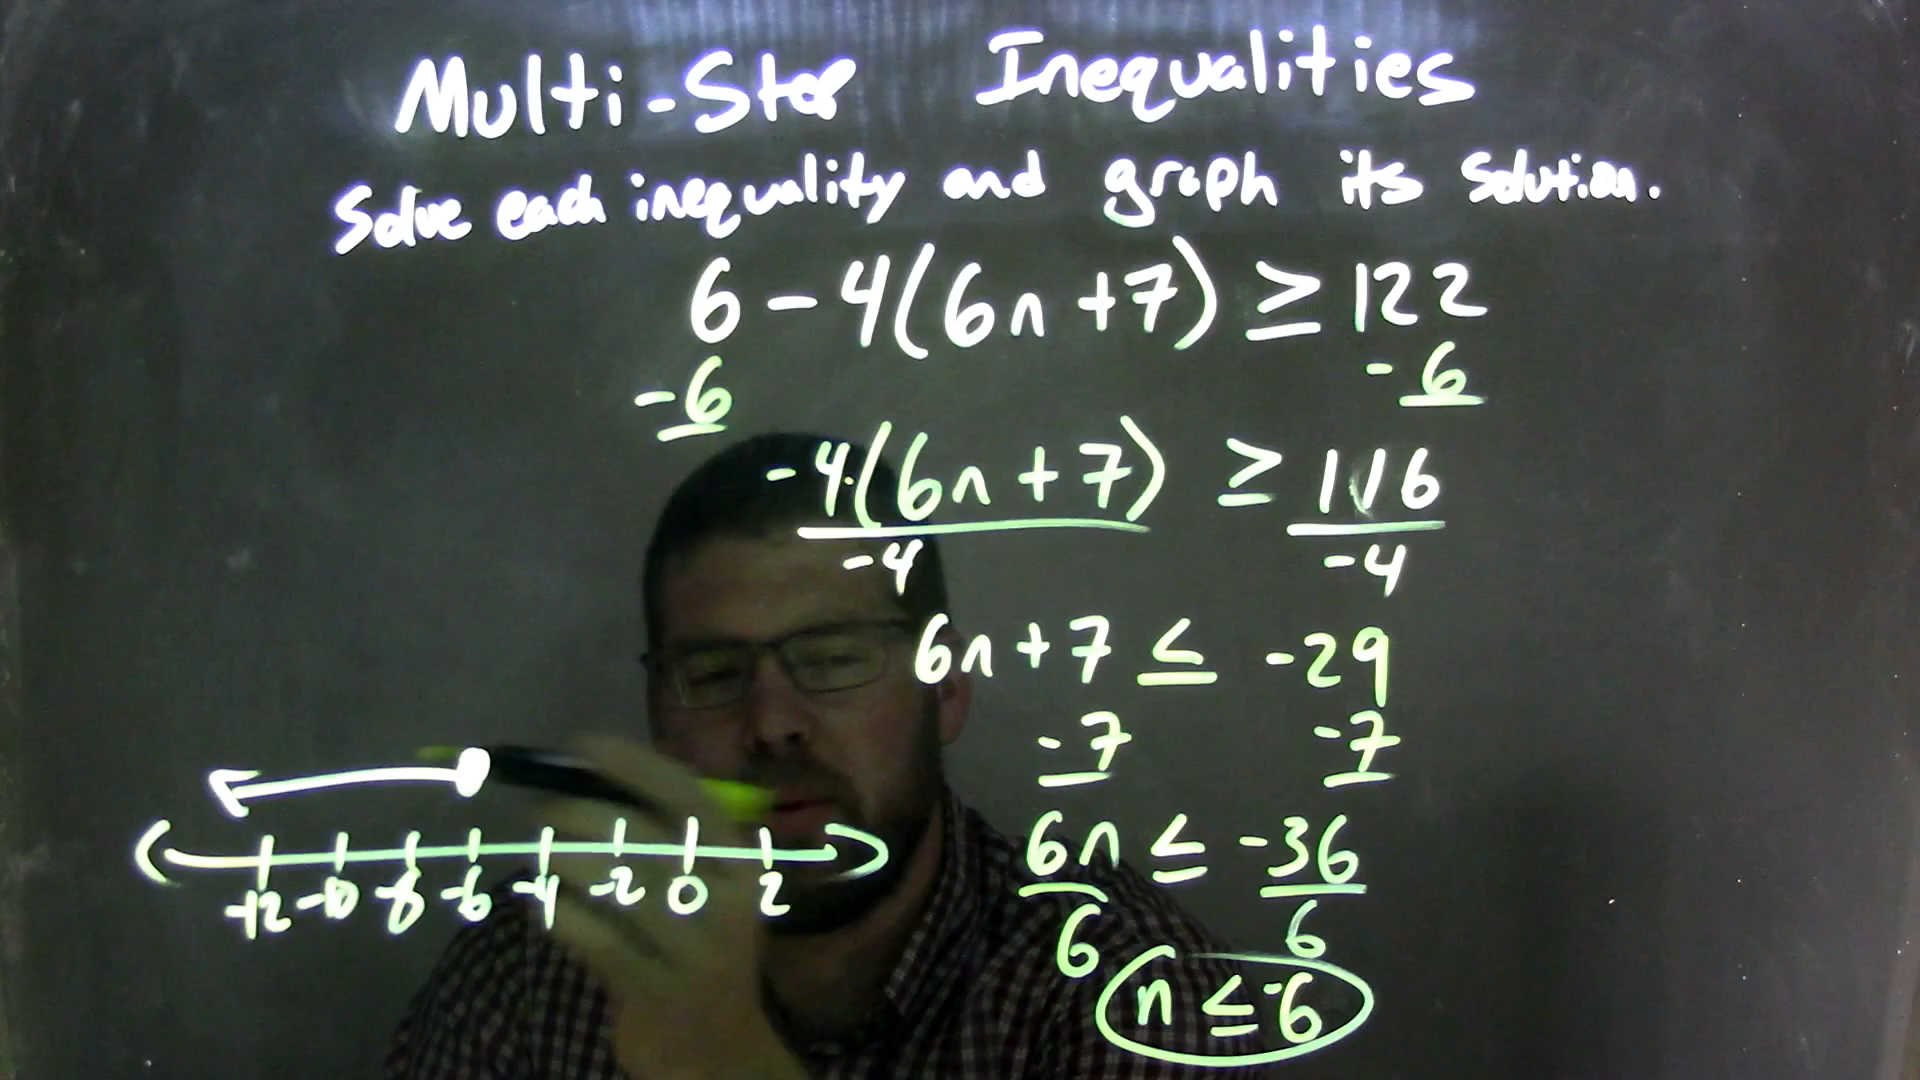 Multi-Step Inequalities
Solve each inequality and graph its solution.
6 - 4(6n + 7) ≥ 122
-6 -6
-4(6n + 7) ≥ 116
-4 -4
6n + 7 ≤ -29
-7 -7
6n ≤ -36
6 6
n ≤ -6
-12 -10 -8 -6 -4 -2 0 2